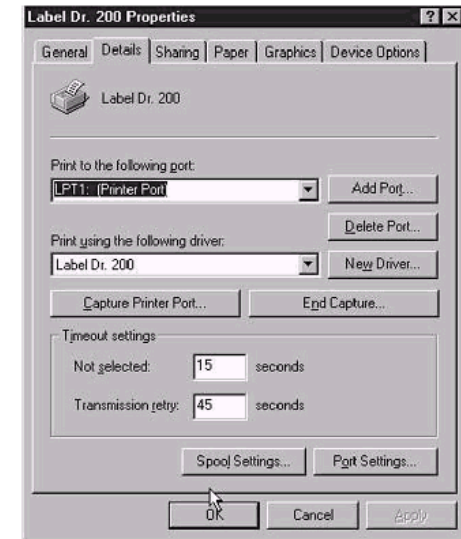 Label Dr. 200 Properties
General Details Sharing Paper Graphics Device Options
Label Dr. 200
Print to the following port:
LPT1: (Printer Port) Add Port...
Delete Port...
Print using the following driver:
Label Dr. 200 New Driver...
Capture Printer Port... End Capture...
Timeout settings
Not selected: 15 seconds
Transmission retry: 45 seconds
Spool Settings... Port Settings...
OK Cancel Apply